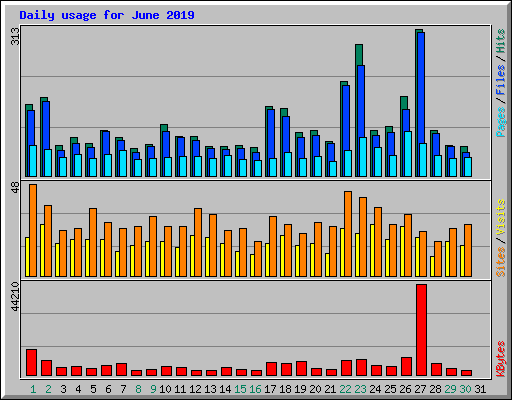 Daily usage for June 2019
313
Pages / Files / Hits
48
Sites / Visits
44210
KBytes
1 2 3 4 5 6 7 8 9 10 11 12 13 14 15 16 17 18 19 20 21 22 23 24 25 26 27 28 29 30 31